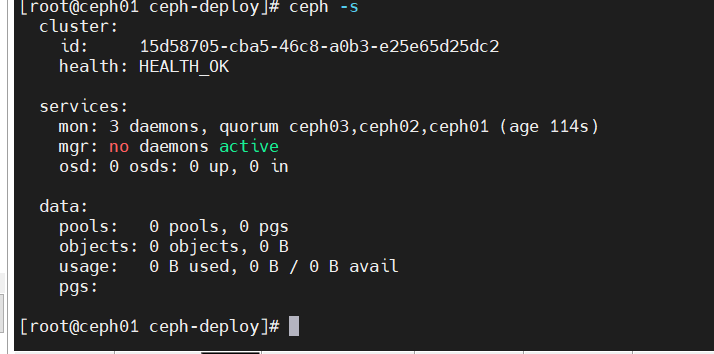 [root@ceph01 ceph-deploy]# ceph -s
  cluster:
    id:     15d58705-cba5-46c8-a0b3-e25e65d25dc2
    health: HEALTH_OK

  services:
    mon: 3 daemons, quorum ceph03,ceph02,ceph01 (age 114s)
    mgr: no daemons active
    osd: 0 osds: 0 up, 0 in

  data:
    pools:   0 pools, 0 pgs
    objects: 0 objects, 0 B
    usage:   0 B used, 0 B / 0 B avail
    pgs:

[root@ceph01 ceph-deploy]#